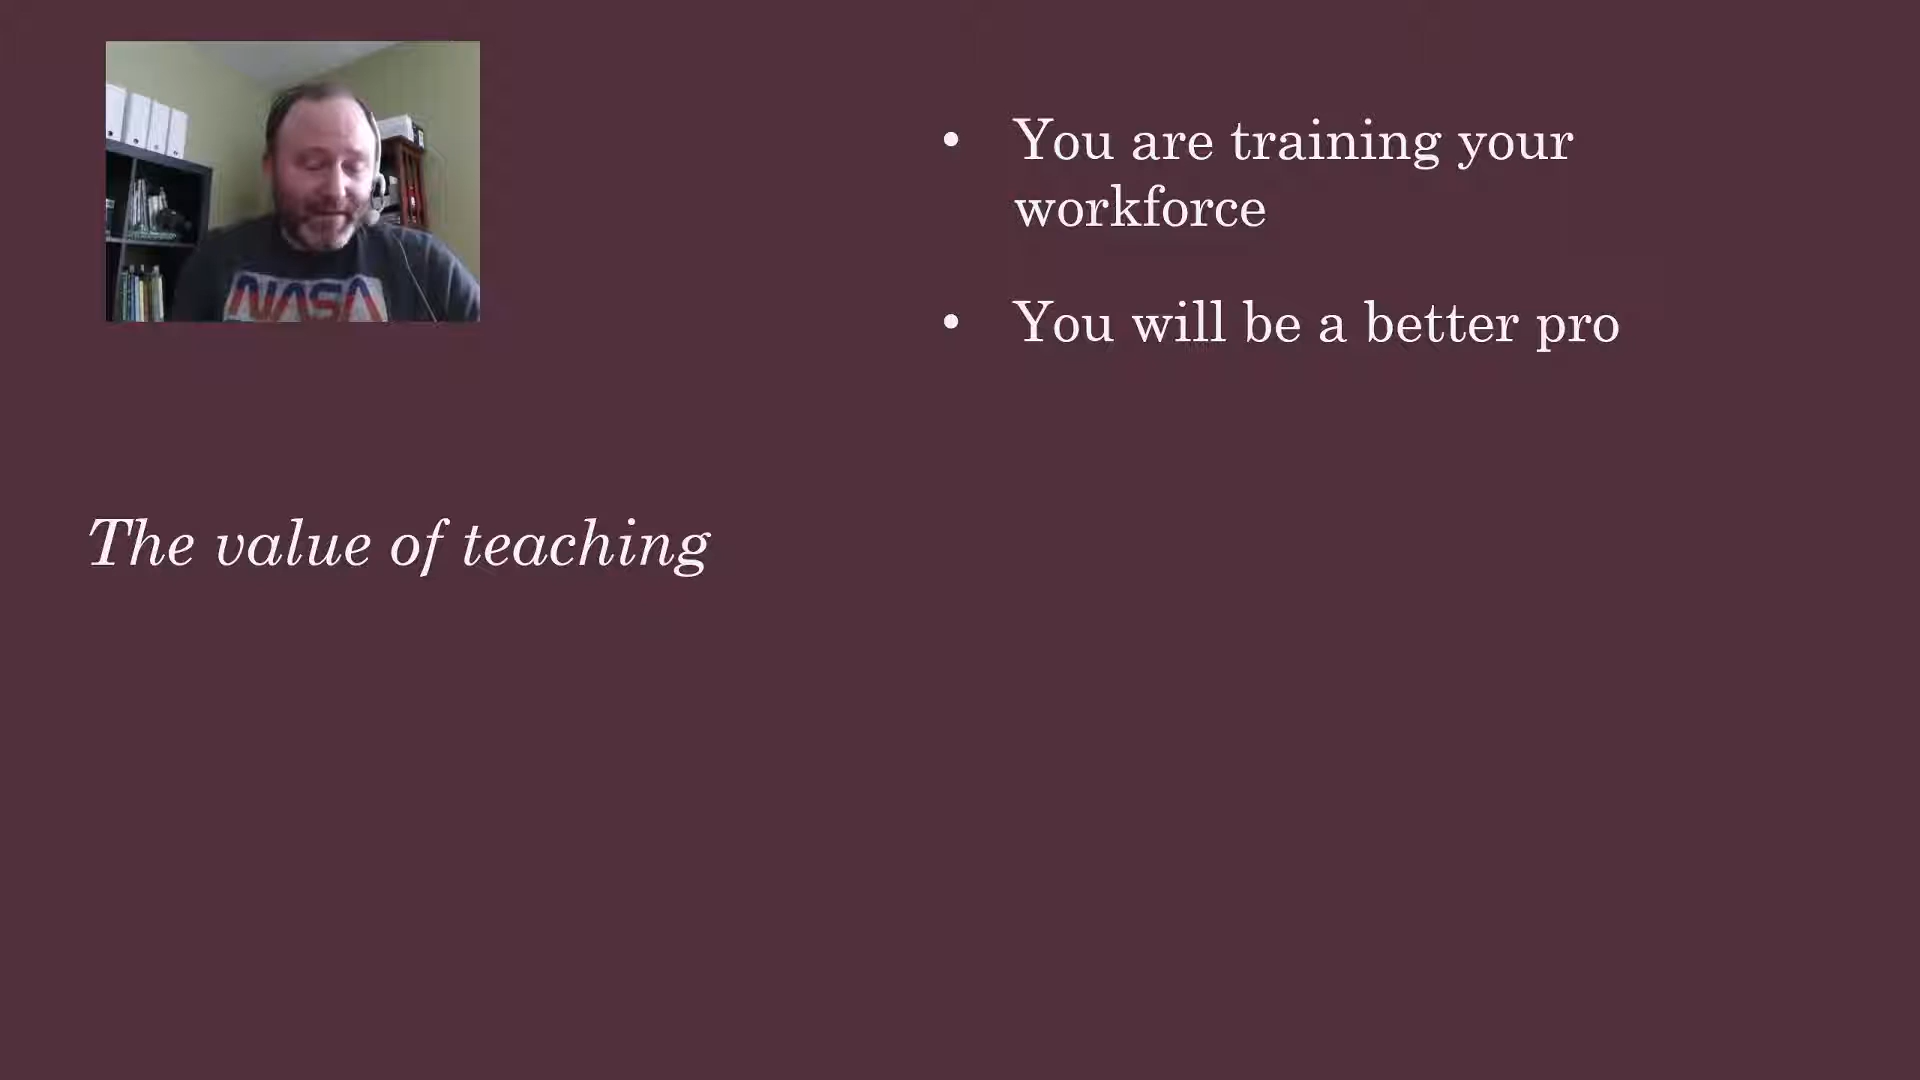 NASA
• You are training your
workforce
• You will be a better pro
The value of teaching